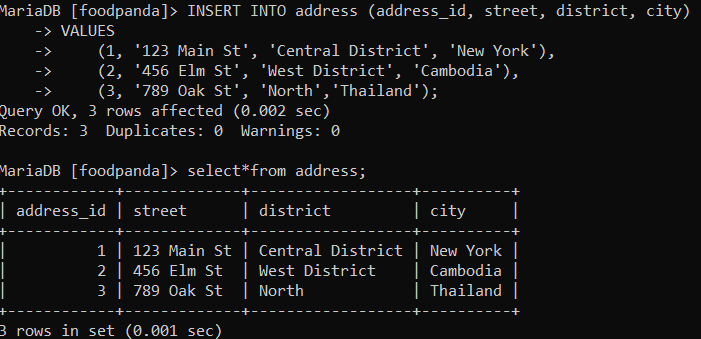 MariaDB [foodpanda]> INSERT INTO address (address_id, street, district, city)
    -> VALUES
    ->     (1, '123 Main St', 'Central District', 'New York'),
    ->     (2, '456 Elm St', 'West District', 'Cambodia'),
    ->     (3, '789 Oak St', 'North','Thailand');
Query OK, 3 rows affected (0.002 sec)
Records: 3  Duplicates: 0  Warnings: 0

MariaDB [foodpanda]> select*from address;
+------------+-------------+------------------+----------+
| address_id | street      | district         | city     |
+------------+-------------+------------------+----------+
|          1 | 123 Main St | Central District | New York |
|          2 | 456 Elm St  | West District    | Cambodia |
|          3 | 789 Oak St  | North            | Thailand |
+------------+-------------+------------------+----------+
3 rows in set (0.001 sec)